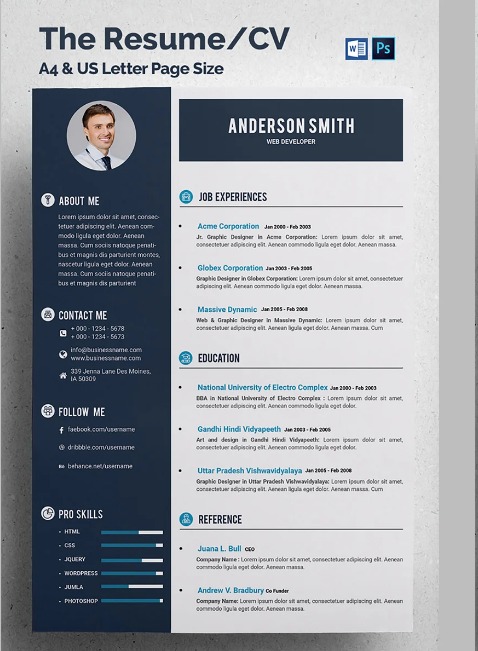 The Resume/CV
A4 & US Letter Page Size
W
Ps
ANDERSON SMITH
WEB DEVELOPER
ABOUT ME
Lorem ipsum dolor sit amet, consec-
tetur adipiscing elit. Aenean com-
modo ligula eget dolor. Aenean
massa. Cum sociis natoque penati-
bus et magnis dis parturient montes,
nascetur ligula eget dolor. Aenean
massa. Cum sociis natoque penati-
bus et magnis dis parturient
CONTACT ME
+ 000 - 1234 - 5678
+ 000 - 1234 - 5673
info@businessname.com
www.businessname.com
339 Jenna Lane Des Moines,
IA 50309
FOLLOW ME
faebook.com/username
dribbble.com/username
Be behance.net/username
PRO SKILLS
• HTML
• CSS
• JQUERY
• WORDPRESS
• JUMLA
• PHOTOSHOP
JOB EXPERIENCES
• Acme Corporation Jan 2000 - Feb 2003
Jr. Graphic Designer in Acme Corporation: Lorem ipsum dolor sit amet,
consectetuer adipiscing elit. Aenean commodo ligula eget dolor. Aenean massa.
• Globex Corporation Jan 2003 - Feb 2005
Graphic Designer in Globex Corporation: Lorem ipsum dolor sit amet, consectetuer
adipiscing elit. Aenean commodo ligula eget dolor. Aenean massa.
• Massive Dynamic Jan 2005 - Feb 2008
Web & Graphic Designer in Massive Dynamic: Lorem ipsum dolor sit amet,
consectetuer adipiscing elit. Aenean commodo ligula eget dolor. Aenean massa. Cum
EDUCATION
• National University of Electro Complex Jan 2000 - Feb 2003
BBA in National University of Electro Complex : Lorem ipsum dolor sit amet,
consectetuer adipiscing elit. Aenean commodo ligula eget dolor.
• Gandhi Hindi Vidyapeeth Jan 2003 - Feb 2005
Art and design in Gandhi Hindi Vidyapeeth: Lorem ipsum dolor sit amet,
consectetuer adipiscing elit. Aenean commodo ligula eget dolor. Aenean massa.
• Uttar Pradesh Vishwavidyalaya Jan 2005 - Feb 2008
Graphic Designer in Uttar Pradesh Vishwavidyalaya: Lorem ipsum dolor sit amet,
consectetuer adipiscing elit. Aenean commodo ligula eget dolor. Aenean massa. Cum
REFERENCE
• Juana L. Bull CEO
Company Name : Lorem ipsum dolor sit amet, consectetuer adipiscing elit. Aenean
commodo ligula eget dolor. Aenean massa.
• Andrew V. Bradbury Co Funder
Company Name: Lorem ipsum dolor sit amet, consectetuer adipiscing elit. Aenean
commodo ligula eget dolor. Aenean massa.